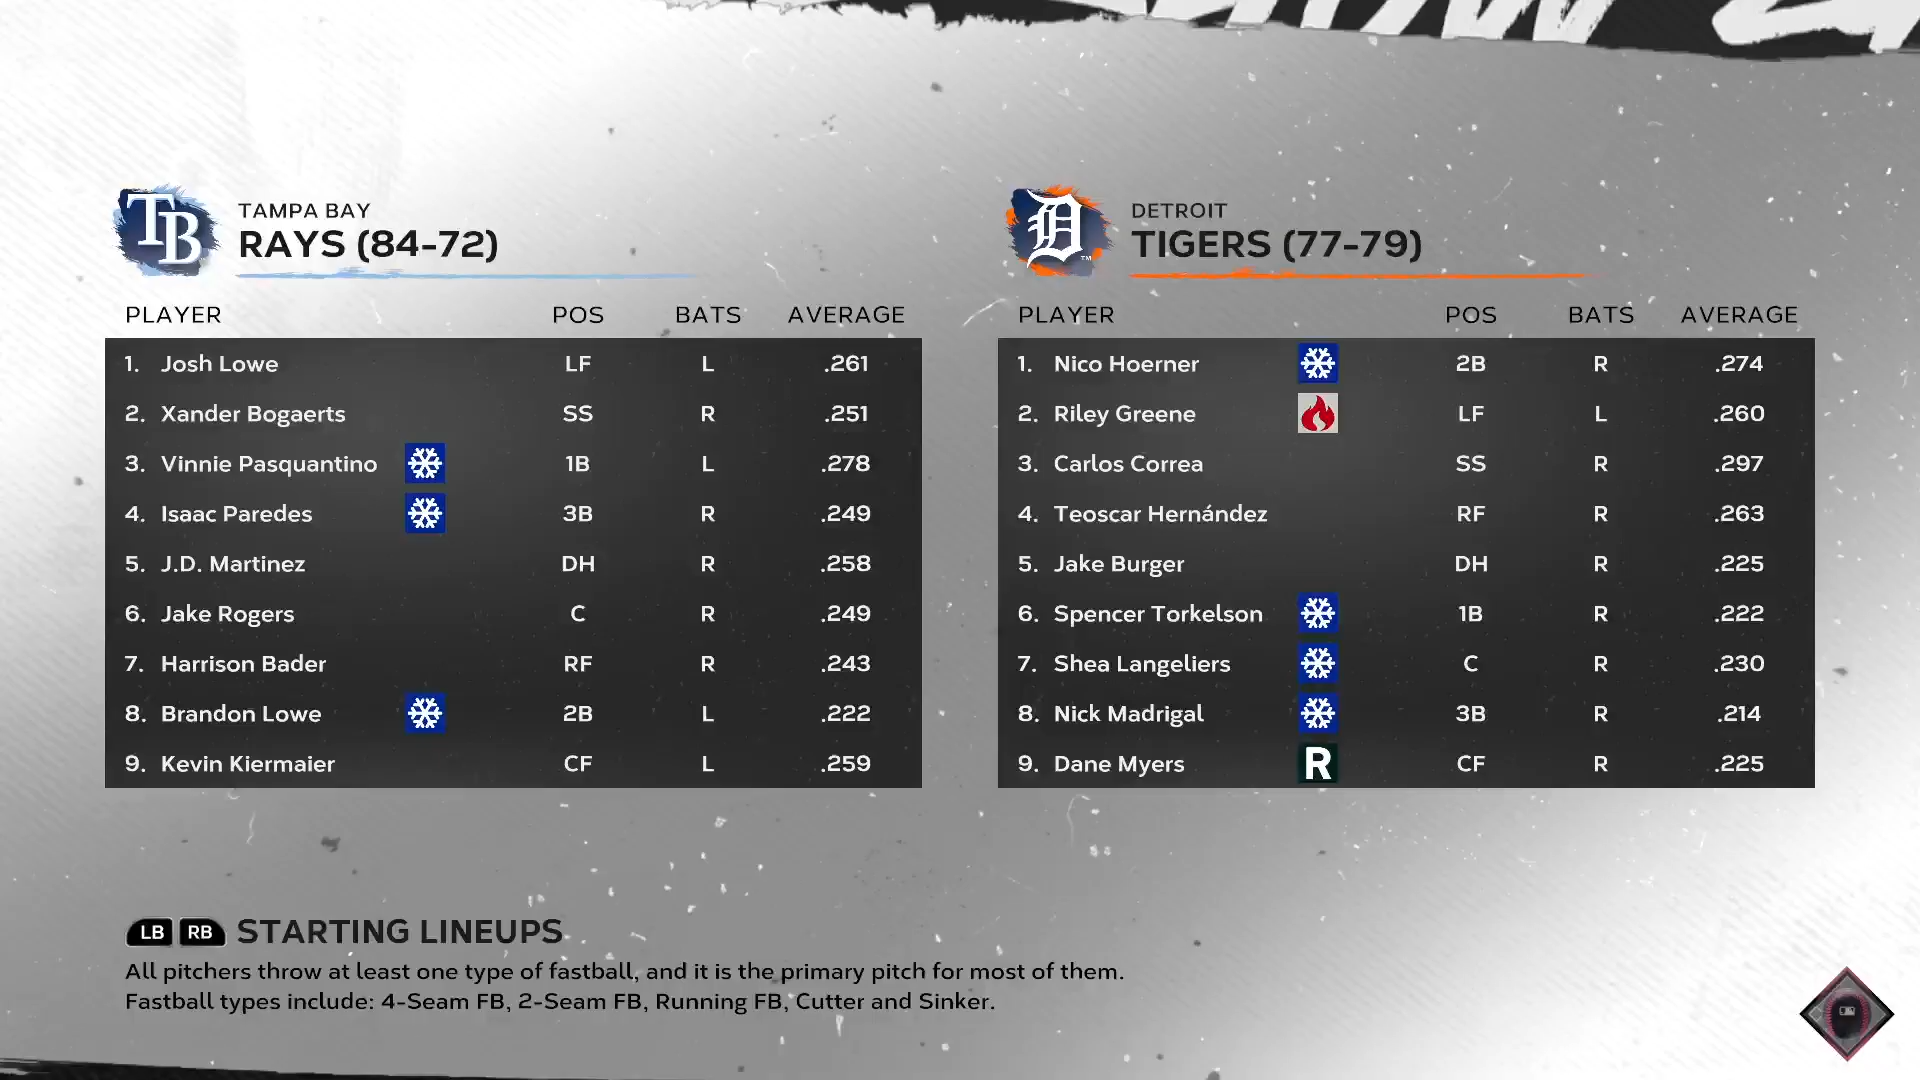 TAMPA BAY
RAYS (84-72)
PLAYER POS BATS AVERAGE
1. Josh Lowe LF L .261
2. Xander Bogaerts SS R .251
3. Vinnie Pasquantino 1B L .278
4. Isaac Paredes 3B R .249
5. J.D. Martinez DH R .258
6. Jake Rogers C R .249
7. Harrison Bader RF R .243
8. Brandon Lowe 2B L .222
9. Kevin Kiermaier CF L .259
DETROIT
TIGERS (77-79)
PLAYER POS BATS AVERAGE
1. Nico Hoerner 2B R .274
2. Riley Greene LF L .260
3. Carlos Correa SS R .297
4. Teoscar Hernández RF R .263
5. Jake Burger DH R .225
6. Spencer Torkelson 1B R .222
7. Shea Langeliers C R .230
8. Nick Madrigal 3B R .214
9. Dane Myers R CF R .225
LB RB STARTING LINEUPS
All pitchers throw at least one type of fastball, and it is the primary pitch for most of them.
Fastball types include: 4-Seam FB, 2-Seam FB, Running FB, Cutter and Sinker.